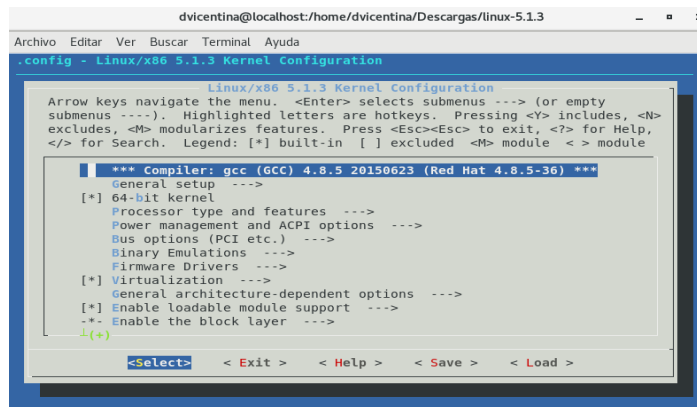 dvicentina@localhost:/home/dvicentina/Descargas/linux-5.1.3
Archivo Editar Ver Buscar Terminal Ayuda
.config - Linux/x86 5.1.3 Kernel Configuration
Linux/x86 5.1.3 Kernel Configuration
Arrow keys navigate the menu. <Enter> selects submenus ---> (or empty
submenus ----). Highlighted letters are hotkeys. Pressing <Y> includes, <N>
excludes, <M> modularizes features. Press <Esc><Esc> to exit, <?> for Help,
</> for Search. Legend: [*] built-in [ ] excluded <M> module < > module
*** Compiler: gcc (GCC) 4.8.5 20150623 (Red Hat 4.8.5-36) ***
General setup --->
[*] 64-bit kernel
Processor type and features --->
Power management and ACPI options --->
Bus options (PCI etc.) --->
Binary Emulations --->
Firmware Drivers --->
[*] Virtualization --->
General architecture-dependent options --->
[*] Enable loadable module support --->
-*- Enable the block layer --->
(+)
<Select> < Exit > < Help > < Save > < Load >